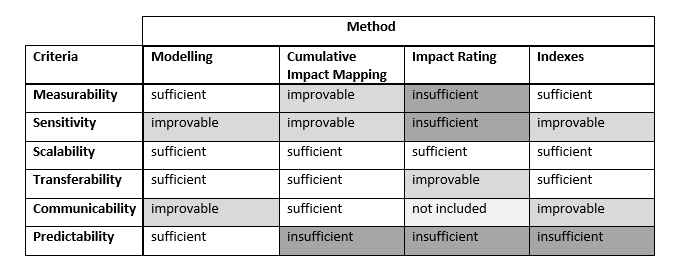 Method
Criteria Modelling Cumulative Impact Rating Indexes
Impact Mapping
Measurability sufficient improvable insufficient sufficient
Sensitivity improvable improvable insufficient improvable
Scalability sufficient sufficient sufficient sufficient
Transferability sufficient sufficient improvable sufficient
Communicability improvable sufficient not included improvable
Predictability sufficient insufficient insufficient insufficient